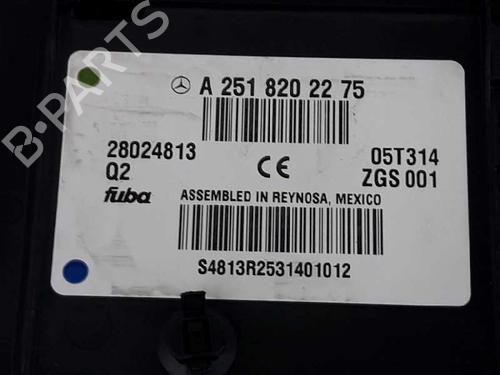 A 251 820 22 75
28024813
05T314
Q2
CE
ZGS 001
fuba
ASSEMBLED IN REYNOSA, MEXICO
S4813R2531401012
B-PARTS